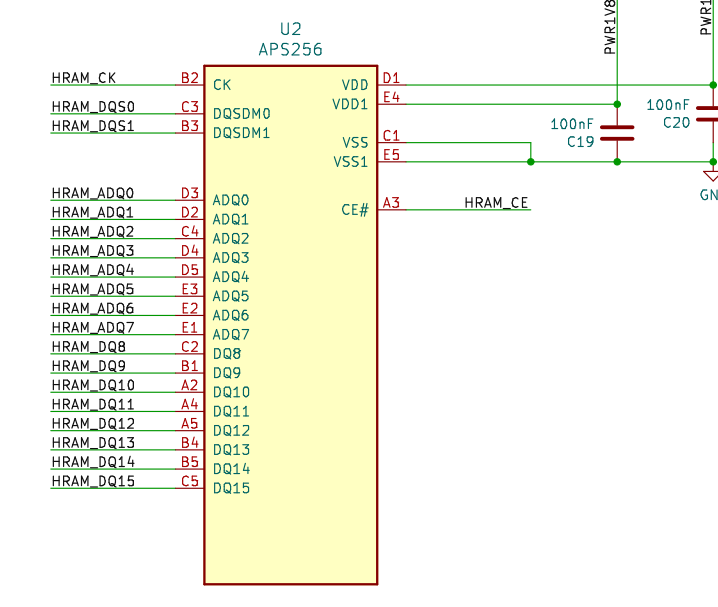 PWR1V8
PWR1
U2
APS256
HRAM_CK B2 CK VDD D1
VDD1 E4
HRAM_DQS0 C3 DQSDM0
HRAM_DQS1 B3 DQSDM1
100nF
C19
100nF
C20
VSS C1
VSS1 E5
GN
CE# A3 HRAM_CE
HRAM_ADQ0 D3 ADQ0
HRAM_ADQ1 D2 ADQ1
HRAM_ADQ2 C4 ADQ2
HRAM_ADQ3 D4 ADQ3
HRAM_ADQ4 D5 ADQ4
HRAM_ADQ5 E3 ADQ5
HRAM_ADQ6 E2 ADQ6
HRAM_ADQ7 E1 ADQ7
HRAM_DQ8 C2 DQ8
HRAM_DQ9 B1 DQ9
HRAM_DQ10 A2 DQ10
HRAM_DQ11 A4 DQ11
HRAM_DQ12 A5 DQ12
HRAM_DQ13 B4 DQ13
HRAM_DQ14 B5 DQ14
HRAM_DQ15 C5 DQ15